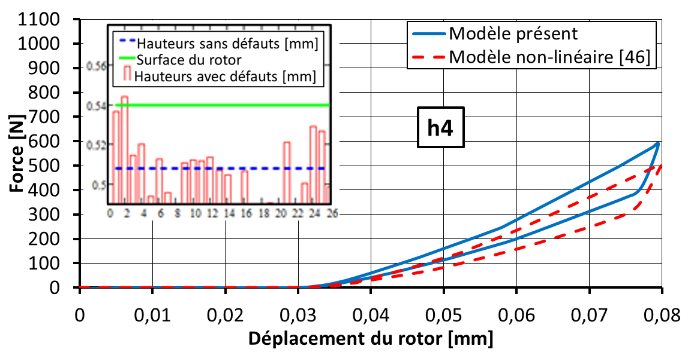 1100
1000
900
800
700
600
500
400
300
200
100
0
Force [N]
0.56
0.54
0.52
0.5
Hauteurs sans défauts [mm]
Surface du rotor
Hauteurs avec défauts [mm]
0 2 4 6 8 10 12 14 16 18 20 22 24 26
Modèle présent
Modèle non-linéaire [46]
h4
0 0,01 0,02 0,03 0,04 0,05 0,06 0,07 0,08
Déplacement du rotor [mm]